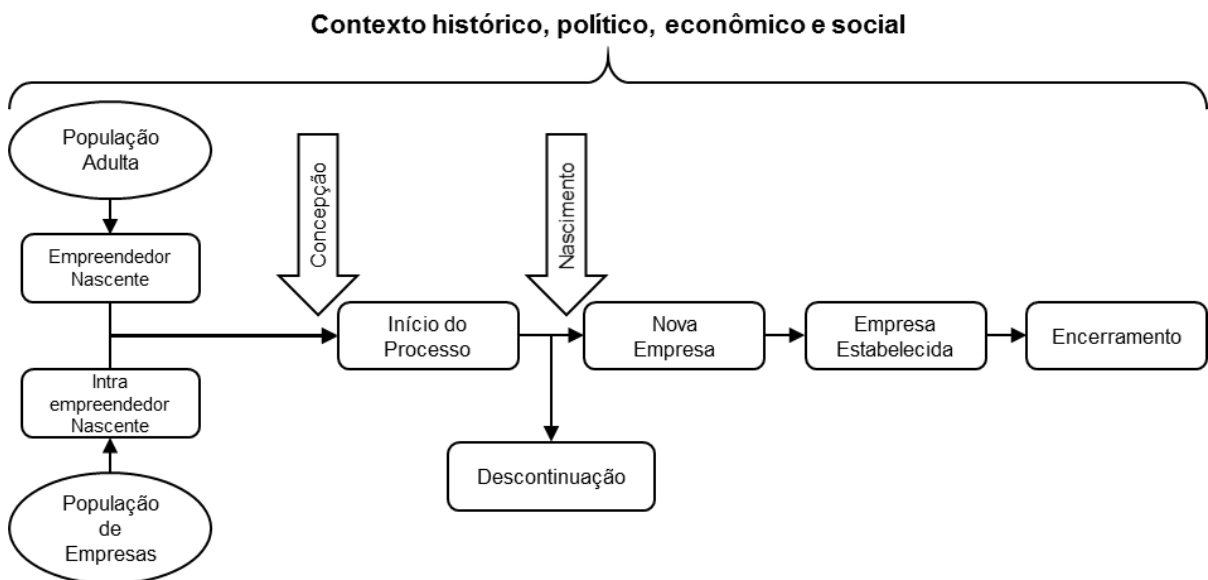 Contexto histórico, político, econômico e social
População
Adulta
Empreendedor
Nascente
Intra
empreendedor
Nascente
População
de
Empresas
Concepção
Início do
Processo
Nascimento
Descontinuação
Nova
Empresa
Empresa
Estabelecida
Encerramento